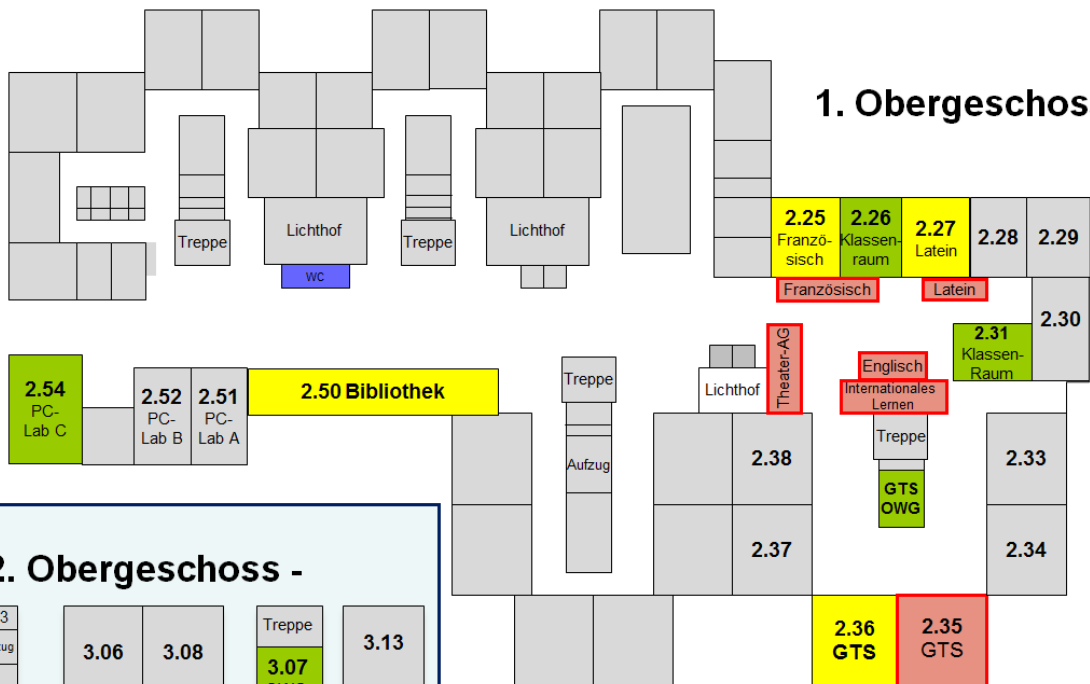 1. Obergeschos
2.25
Franzö-
sisch
2.26
Klassen-
raum
2.27
Latein
2.28
2.29
Treppe
Lichthof
Treppe
Lichthof
WC
Französisch
Latein
2.30
2.31
Klassen-
Raum
2.54
PC-
Lab C
2.52
PC-
Lab B
2.51
PC-
Lab A
2.50 Bibliothek
Treppe
Aufzug
Lichthof
Theater-AG
Englisch
Internationales
Lernen
Treppe
GTS
OWG
2.38
2.33
2.37
2.34
2.36
GTS
2.35
GTS
2. Obergeschoss -
3
ug
3.06
3.08
Treppe
3.07
3.13